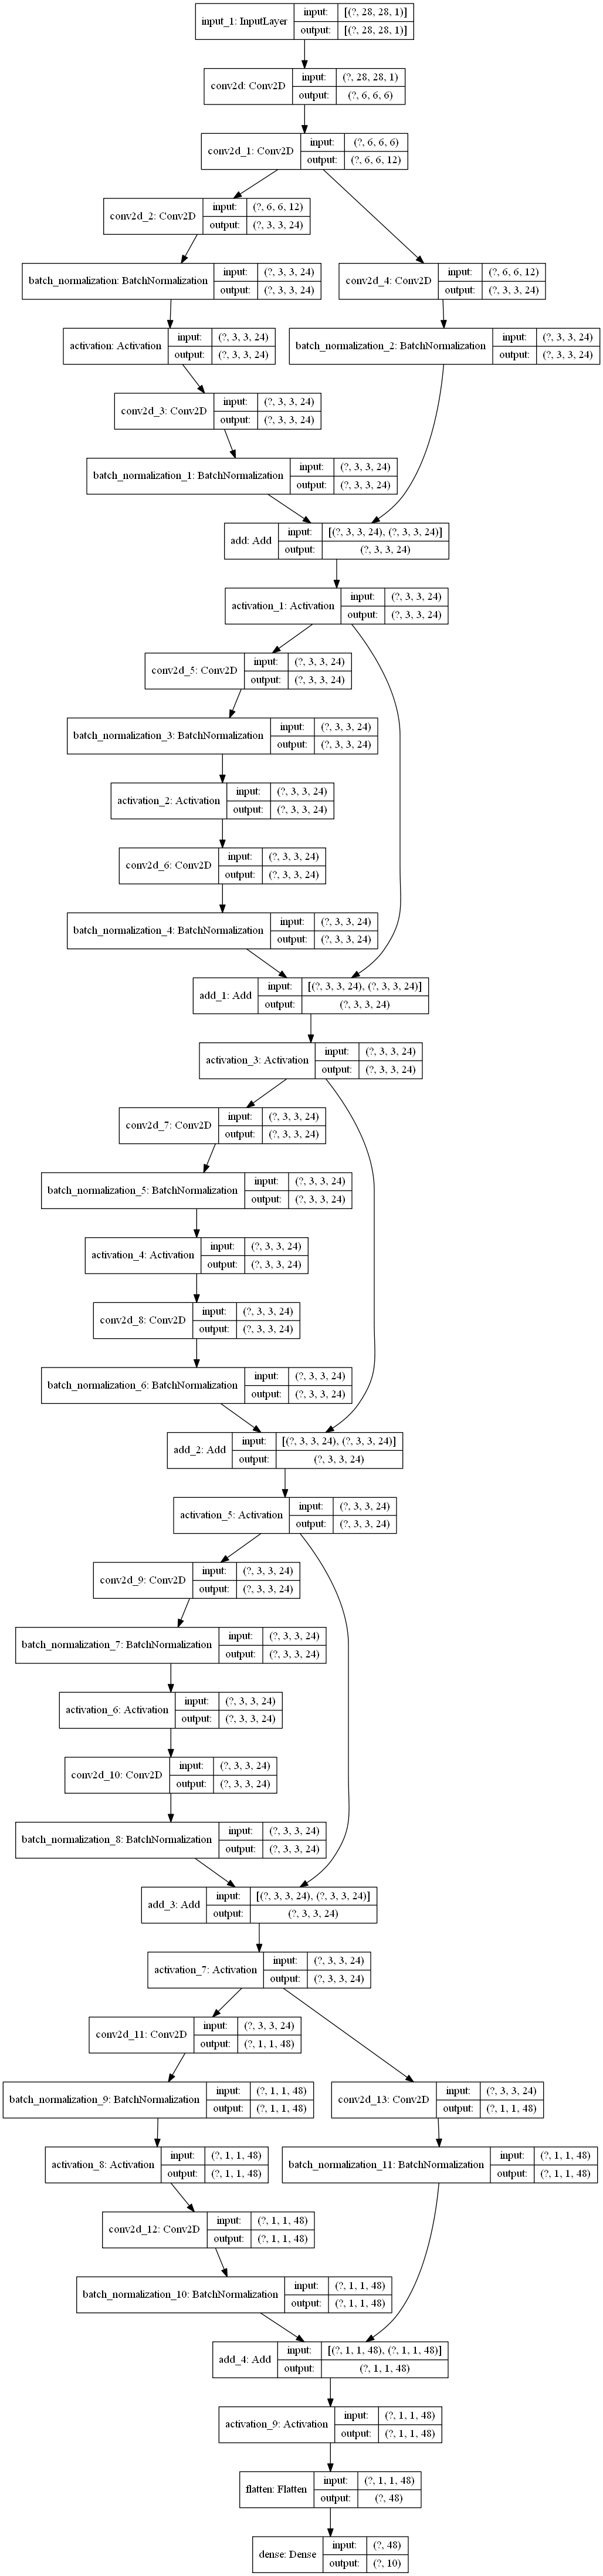 input_1: InputLayer
input: [(?, 28, 28, 1)]
output: [(?, 28, 28, 1)]
conv2d: Conv2D
input: (?, 28, 28, 1)
output: (?, 6, 6, 6)
conv2d_1: Conv2D
input: (?, 6, 6, 6)
output: (?, 6, 6, 12)
conv2d_2: Conv2D
input: (?, 6, 6, 12)
output: (?, 3, 3, 24)
batch_normalization: BatchNormalization
input: (?, 3, 3, 24)
output: (?, 3, 3, 24)
conv2d_4: Conv2D
input: (?, 6, 6, 12)
output: (?, 3, 3, 24)
activation: Activation
input: (?, 3, 3, 24)
output: (?, 3, 3, 24)
batch_normalization_2: BatchNormalization
input: (?, 3, 3, 24)
output: (?, 3, 3, 24)
conv2d_3: Conv2D
input: (?, 3, 3, 24)
output: (?, 3, 3, 24)
batch_normalization_1: BatchNormalization
input: (?, 3, 3, 24)
output: (?, 3, 3, 24)
add: Add
input: [(?, 3, 3, 24), (?, 3, 3, 24)]
output: (?, 3, 3, 24)
activation_1: Activation
input: (?, 3, 3, 24)
output: (?, 3, 3, 24)
conv2d_5: Conv2D
input: (?, 3, 3, 24)
output: (?, 3, 3, 24)
batch_normalization_3: BatchNormalization
input: (?, 3, 3, 24)
output: (?, 3, 3, 24)
activation_2: Activation
input: (?, 3, 3, 24)
output: (?, 3, 3, 24)
conv2d_6: Conv2D
input: (?, 3, 3, 24)
output: (?, 3, 3, 24)
batch_normalization_4: BatchNormalization
input: (?, 3, 3, 24)
output: (?, 3, 3, 24)
add_1: Add
input: [(?, 3, 3, 24), (?, 3, 3, 24)]
output: (?, 3, 3, 24)
activation_3: Activation
input: (?, 3, 3, 24)
output: (?, 3, 3, 24)
conv2d_7: Conv2D
input: (?, 3, 3, 24)
output: (?, 3, 3, 24)
batch_normalization_5: BatchNormalization
input: (?, 3, 3, 24)
output: (?, 3, 3, 24)
activation_4: Activation
input: (?, 3, 3, 24)
output: (?, 3, 3, 24)
conv2d_8: Conv2D
input: (?, 3, 3, 24)
output: (?, 3, 3, 24)
batch_normalization_6: BatchNormalization
input: (?, 3, 3, 24)
output: (?, 3, 3, 24)
add_2: Add
input: [(?, 3, 3, 24), (?, 3, 3, 24)]
output: (?, 3, 3, 24)
activation_5: Activation
input: (?, 3, 3, 24)
output: (?, 3, 3, 24)
conv2d_9: Conv2D
input: (?, 3, 3, 24)
output: (?, 3, 3, 24)
batch_normalization_7: BatchNormalization
input: (?, 3, 3, 24)
output: (?, 3, 3, 24)
activation_6: Activation
input: (?, 3, 3, 24)
output: (?, 3, 3, 24)
conv2d_10: Conv2D
input: (?, 3, 3, 24)
output: (?, 3, 3, 24)
batch_normalization_8: BatchNormalization
input: (?, 3, 3, 24)
output: (?, 3, 3, 24)
add_3: Add
input: [(?, 3, 3, 24), (?, 3, 3, 24)]
output: (?, 3, 3, 24)
activation_7: Activation
input: (?, 3, 3, 24)
output: (?, 3, 3, 24)
conv2d_11: Conv2D
input: (?, 3, 3, 24)
output: (?, 1, 1, 48)
batch_normalization_9: BatchNormalization
input: (?, 1, 1, 48)
output: (?, 1, 1, 48)
conv2d_13: Conv2D
input: (?, 3, 3, 24)
output: (?, 1, 1, 48)
activation_8: Activation
input: (?, 1, 1, 48)
output: (?, 1, 1, 48)
batch_normalization_11: BatchNormalization
input: (?, 1, 1, 48)
output: (?, 1, 1, 48)
conv2d_12: Conv2D
input: (?, 1, 1, 48)
output: (?, 1, 1, 48)
batch_normalization_10: BatchNormalization
input: (?, 1, 1, 48)
output: (?, 1, 1, 48)
add_4: Add
input: [(?, 1, 1, 48), (?, 1, 1, 48)]
output: (?, 1, 1, 48)
activation_9: Activation
input: (?, 1, 1, 48)
output: (?, 1, 1, 48)
flatten: Flatten
input: (?, 1, 1, 48)
output: (?, 48)
dense: Dense
input: (?, 48)
output: (?, 10)